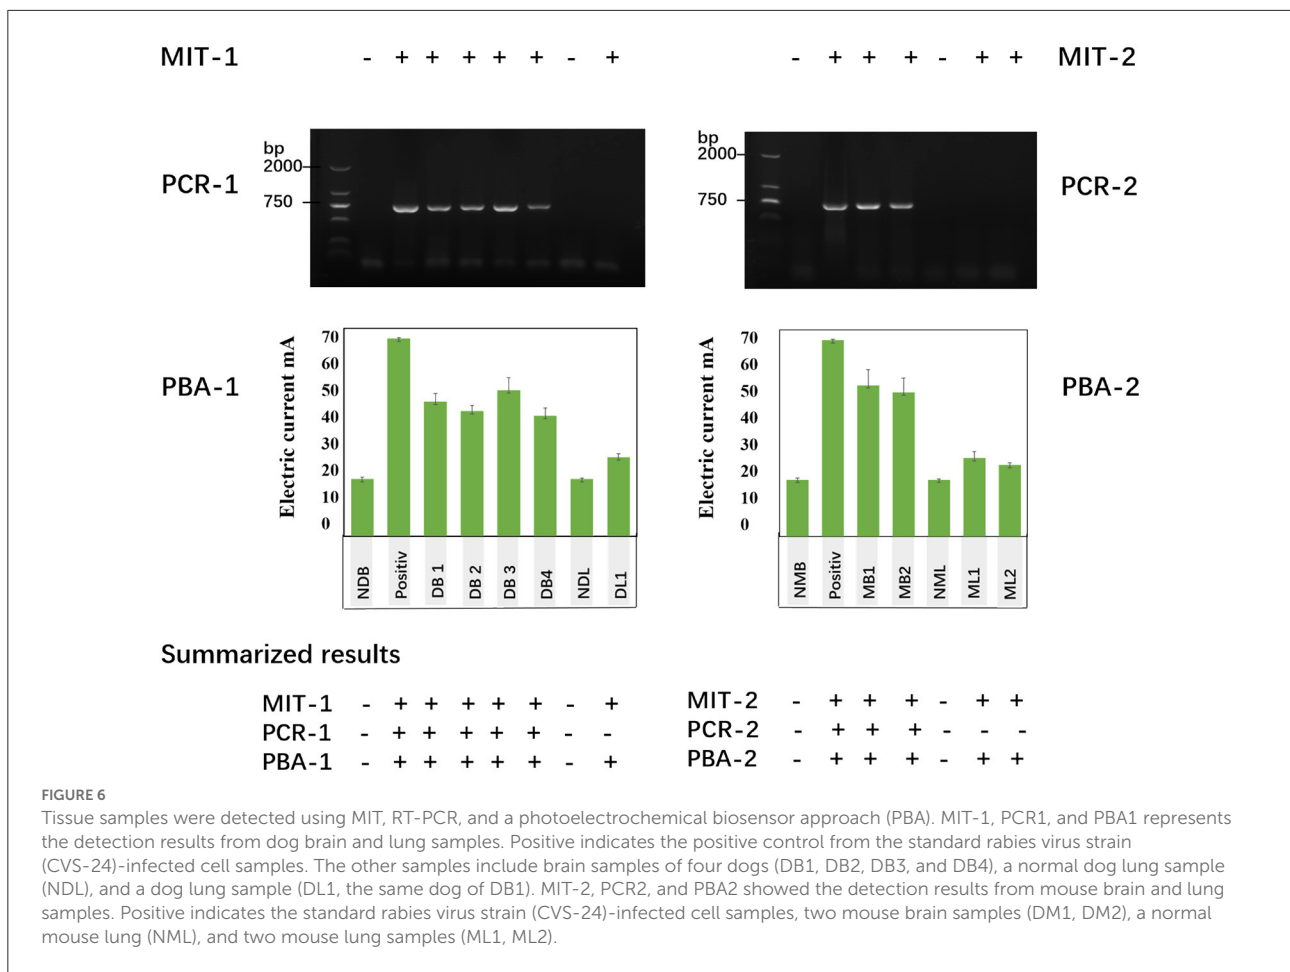 MIT-1 - + + + + + - + - + + + - + + MIT-2
bp
2000
750
PCR-1
bp
2000
750
PCR-2
PBA-1
Electric current mA
70
60
50
40
30
20
10
0
NDB Positiv DB 1 DB 2 DB 3 DB4 NDL DL1
Electric current mA
70
60
50
40
30
20
10
0
NMB Positiv MB1 MB2 NML ML1 ML2
PBA-2
Summarized results
MIT-1 - + + + + + - +
PCR-1 - + + + + + - -
PBA-1 - + + + + + - +
MIT-2 - + + + - + +
PCR-2 - + + + - - -
PBA-2 - + + + - + +
FIGURE 6
Tissue samples were detected using MIT, RT-PCR, and a photoelectrochemical biosensor approach (PBA). MIT-1, PCR1, and PBA1 represents
the detection results from dog brain and lung samples. Positive indicates the positive control from the standard rabies virus strain
(CVS-24)-infected cell samples. The other samples include brain samples of four dogs (DB1, DB2, DB3, and DB4), a normal dog lung sample
(NDL), and a dog lung sample (DL1, the same dog of DB1). MIT-2, PCR2, and PBA2 showed the detection results from mouse brain and lung
samples. Positive indicates the standard rabies virus strain (CVS-24)-infected cell samples, two mouse brain samples (DM1, DM2), a normal
mouse lung (NML), and two mouse lung samples (ML1, ML2).